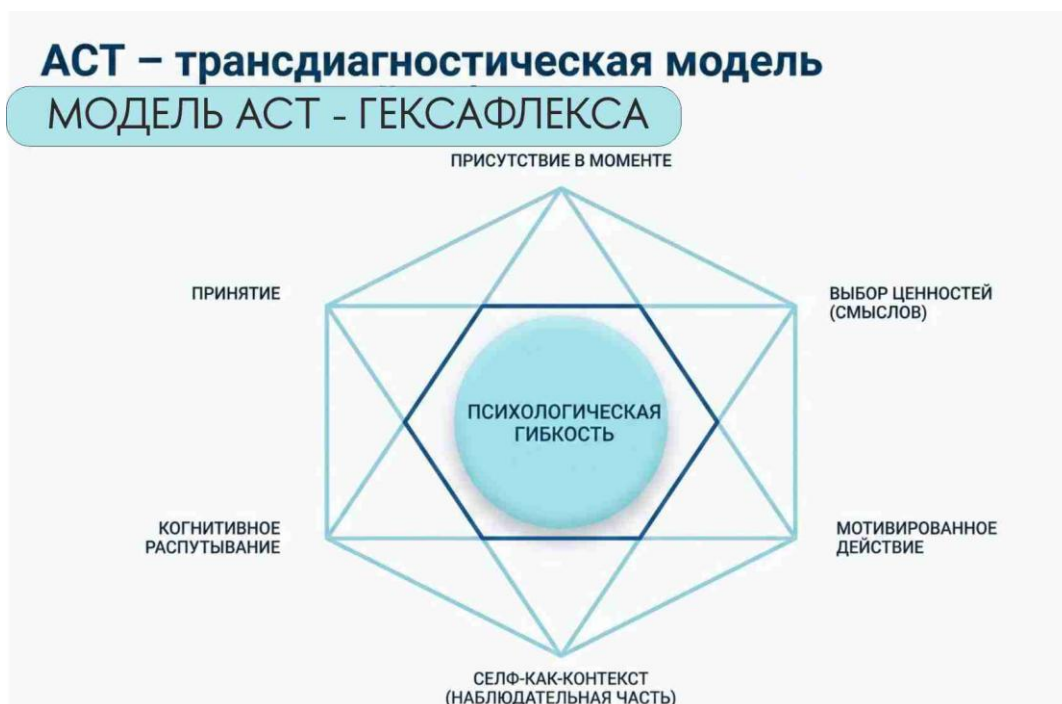 АСТ – трансдиагностическая модель
МОДЕЛЬ АСТ - ГЕКСАФЛЕКСА
ПРИСУТСТВИЕ В МОМЕНТЕ
ПРИНЯТИЕ
ВЫБОР ЦЕННОСТЕЙ
(СМЫСЛОВ)
ПСИХОЛОГИЧЕСКАЯ
ГИБКОСТЬ
КОГНИТИВНОЕ
РАСПУТЫВАНИЕ
МОТИВИРОВАННОЕ
ДЕЙСТВИЕ
СЕЛФ-КАК-КОНТЕКСТ
(НАБЛЮДАТЕЛЬНАЯ ЧАСТЬ)